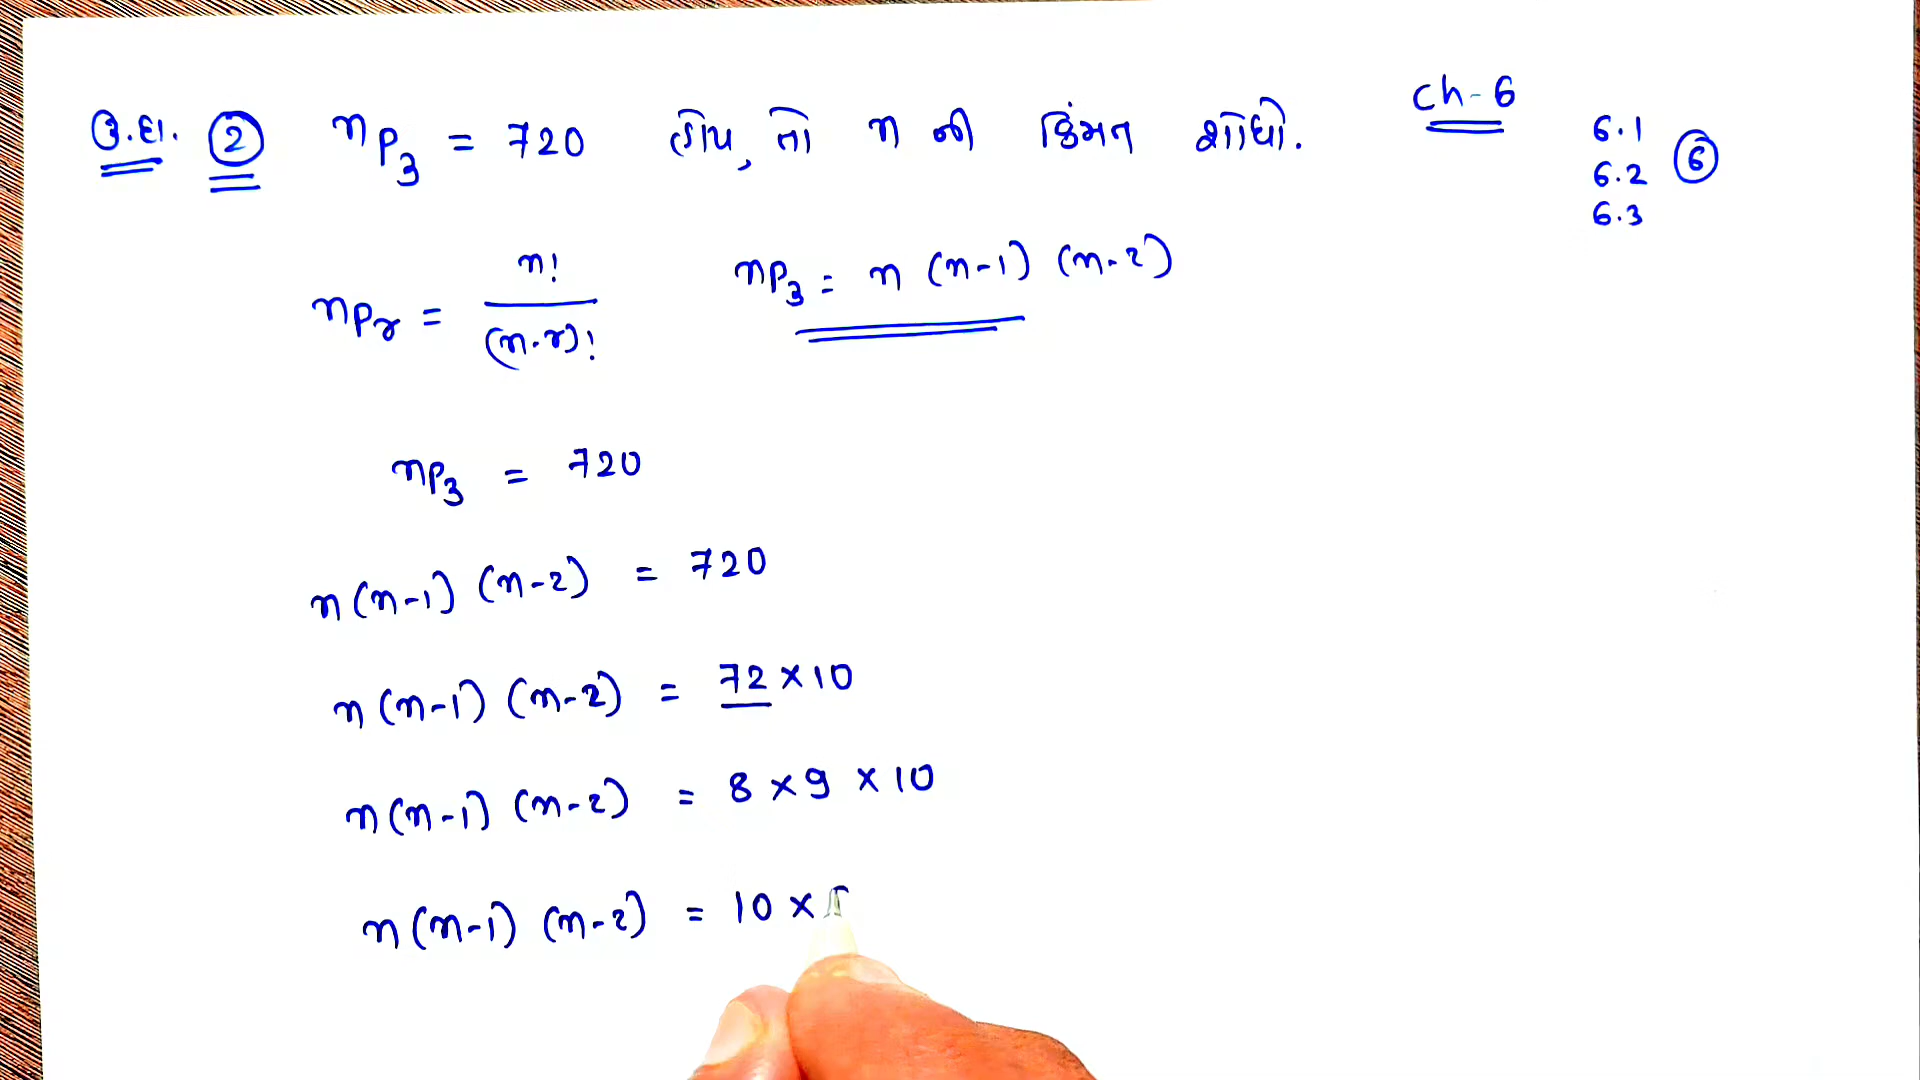 ઉ.દા. 2 nP3 = 720 હોય, તો n ની કિંમત શોધો.
Ch-6
6.1
6.2
6.3
6
nPr = n! / (n-r)!
nP3 = n (n-1) (n-2)
nP3 = 720
n(n-1) (n-2) = 720
n(n-1) (n-2) = 72 × 10
n(n-1) (n-2) = 8 × 9 × 10
n(n-1) (n-2) = 10 ×